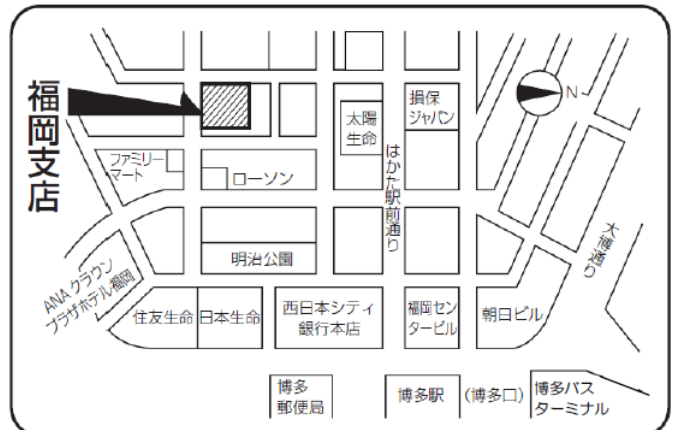 福岡支店
N
損保
ジャパン
太陽
生命
ファミリー
マート
ローソン
はかた駅前通り
大博通り
明治公園
ANAクラウン
プラザホテル福岡
住友生命
日本生命
西日本シティ
銀行本店
福岡セン
タービル
朝日ビル
博多
郵便局
博多駅
(博多口)
博多バス
ターミナル